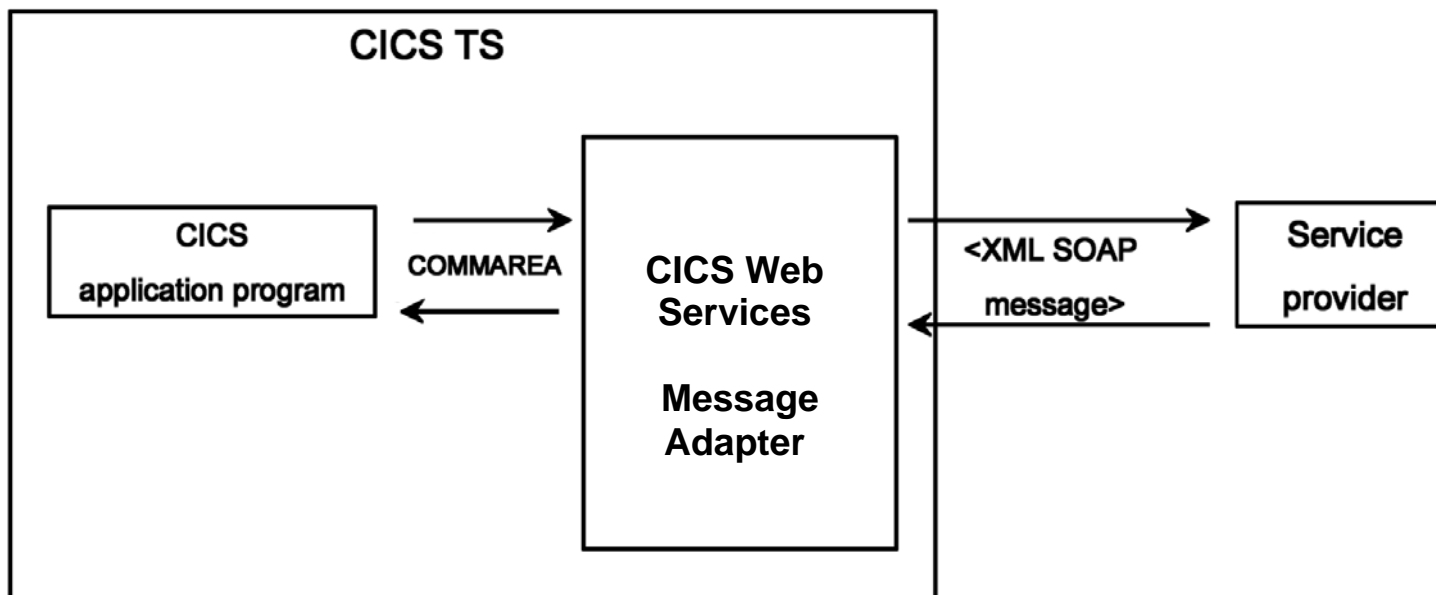 CICS TS
CICS
application program
COMMAREA
CICS Web
Services
Message
Adapter
<XML SOAP
message>
Service
provider